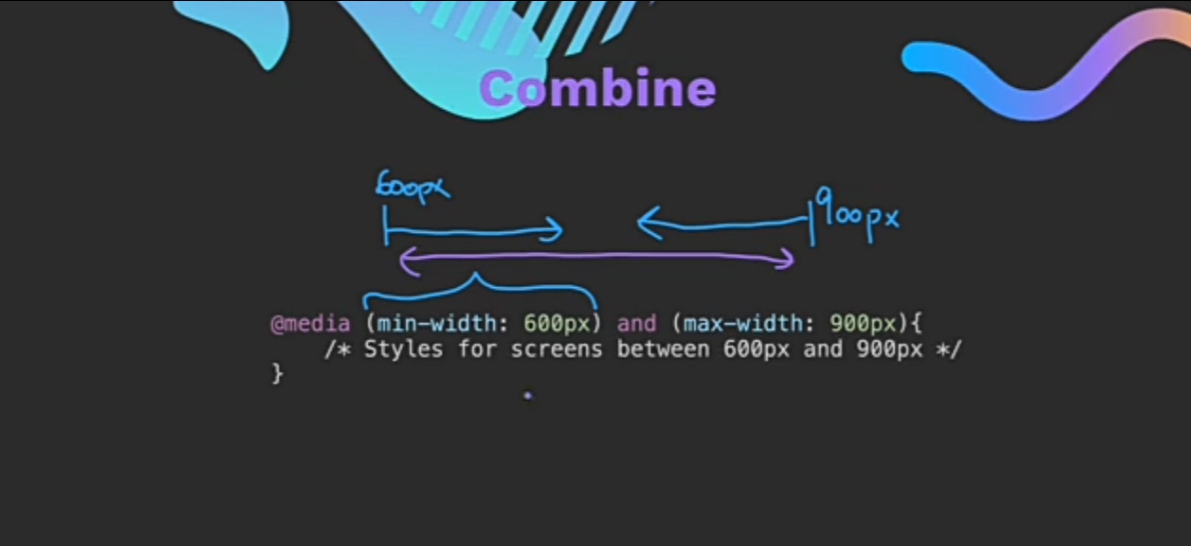 Combine
600px
900px
@media (min-width: 600px) and (max-width: 900px){
/* Styles for screens between 600px and 900px */
}